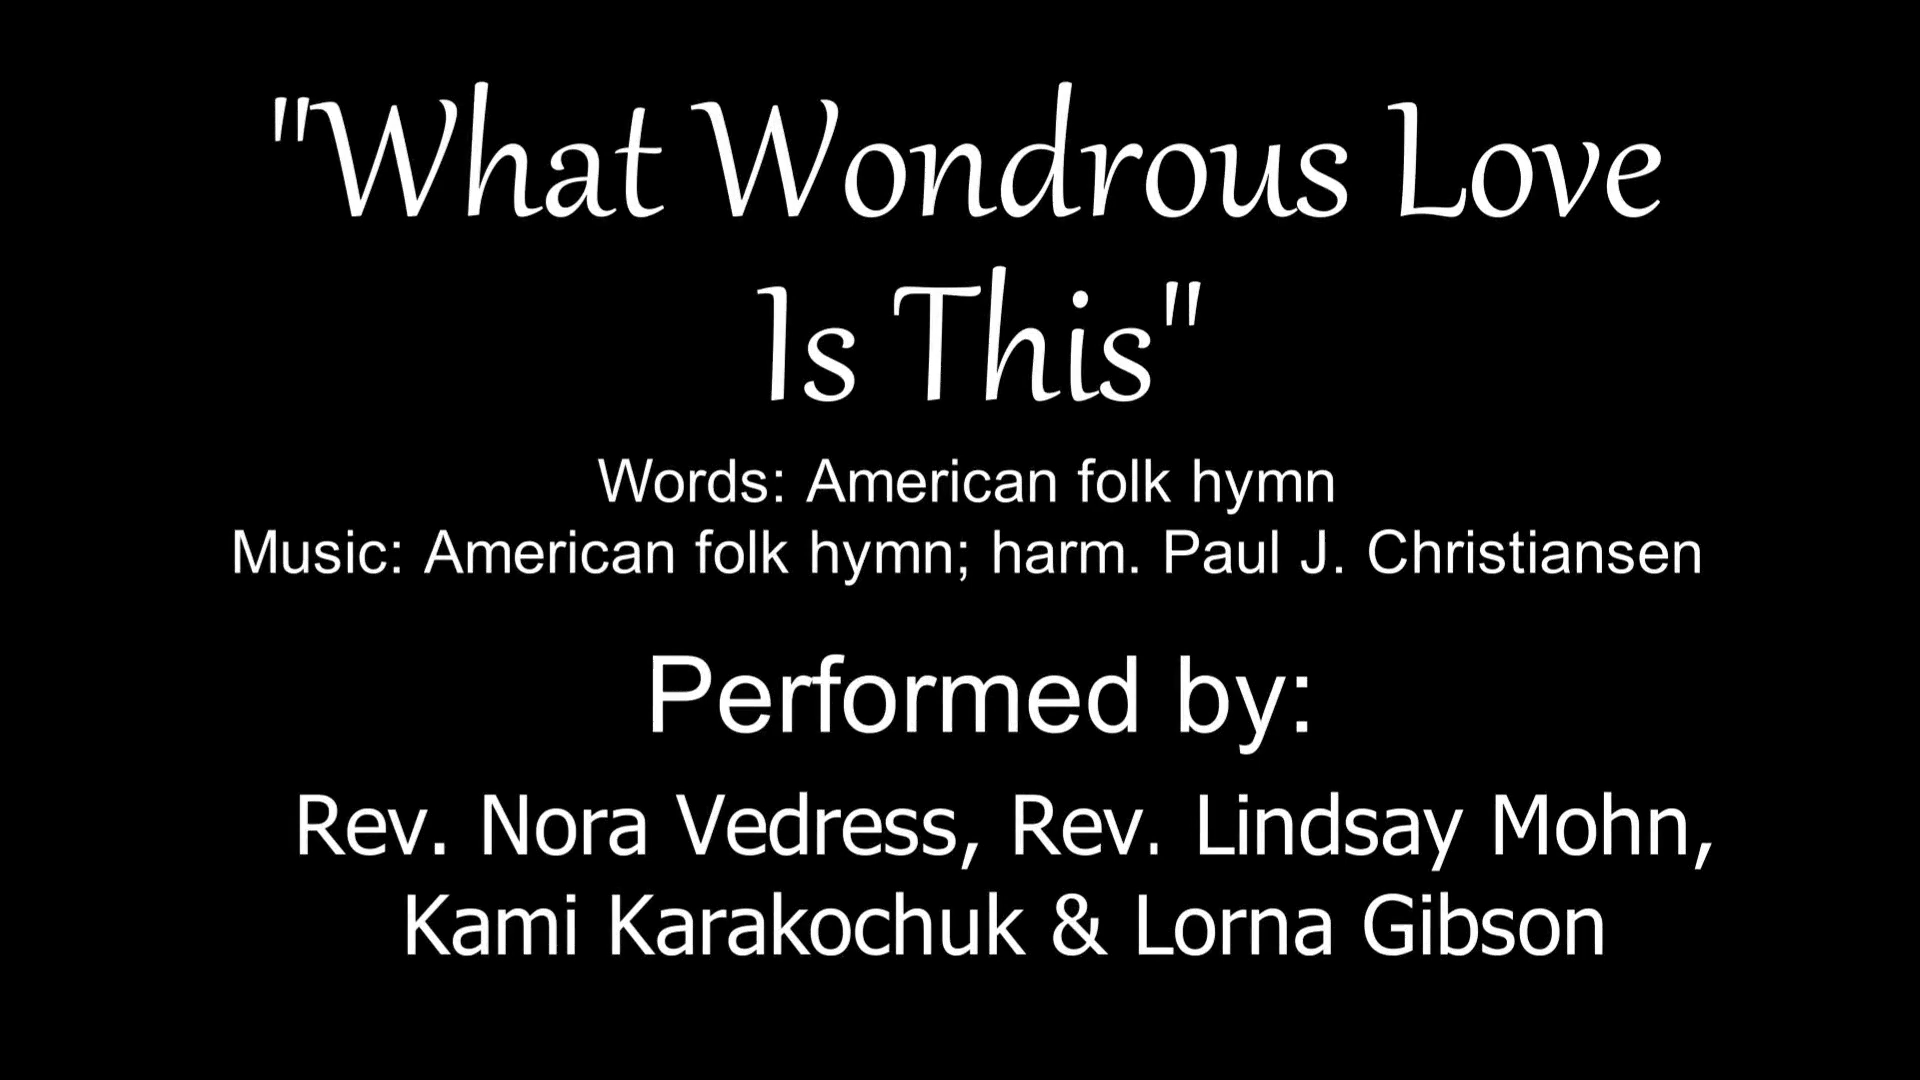 "What Wondrous Love
Is This"
Words: American folk hymn
Music: American folk hymn; harm. Paul J. Christiansen
Performed by:
Rev. Nora Vedress, Rev. Lindsay Mohn,
Kami Karakochuk & Lorna Gibson